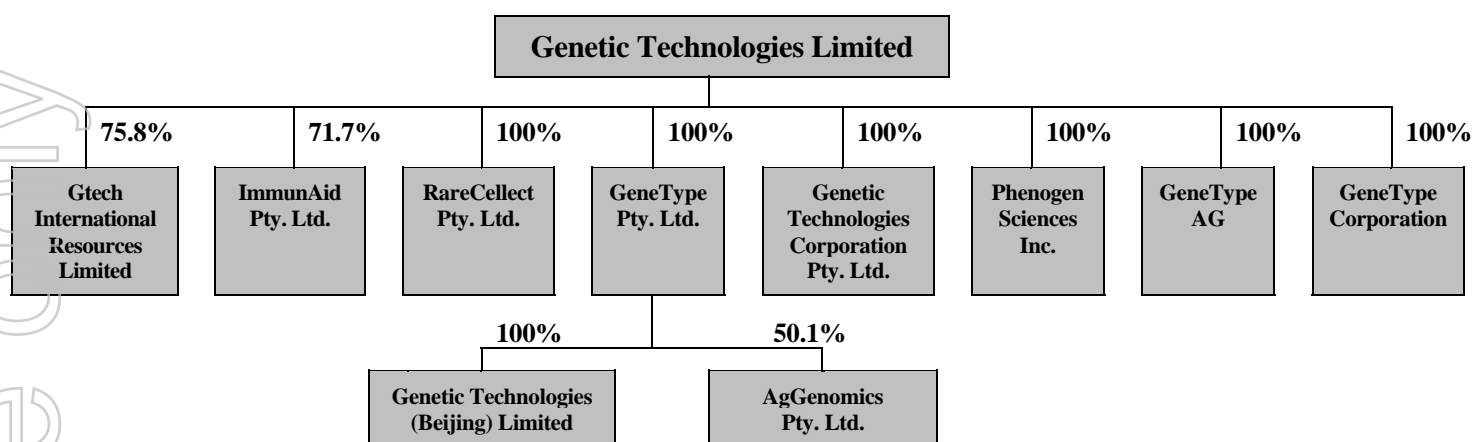 Genetic Technologies Limited
75.8%
71.7%
100%
100%
100%
100%
100%
100%
Gtech
International
Resources
Limited
ImmunAid
Pty. Ltd.
RareCellect
Pty. Ltd.
GeneType
Pty. Ltd.
Genetic
Technologies
Corporation
Pty. Ltd.
Phenogen
Sciences
Inc.
GeneType
AG
GeneType
Corporation
100%
50.1%
Genetic Technologies
(Beijing) Limited
AgGenomics
Pty. Ltd.